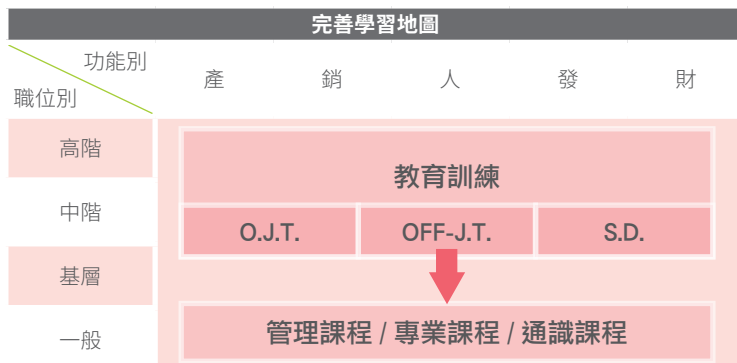 完善學習地圖
功能別
職位別
產 銷 人 發 財
高階
教育訓練
中階
O.J.T. OFF-J.T. S.D.
基層
一般
管理課程 / 專業課程 / 通識課程